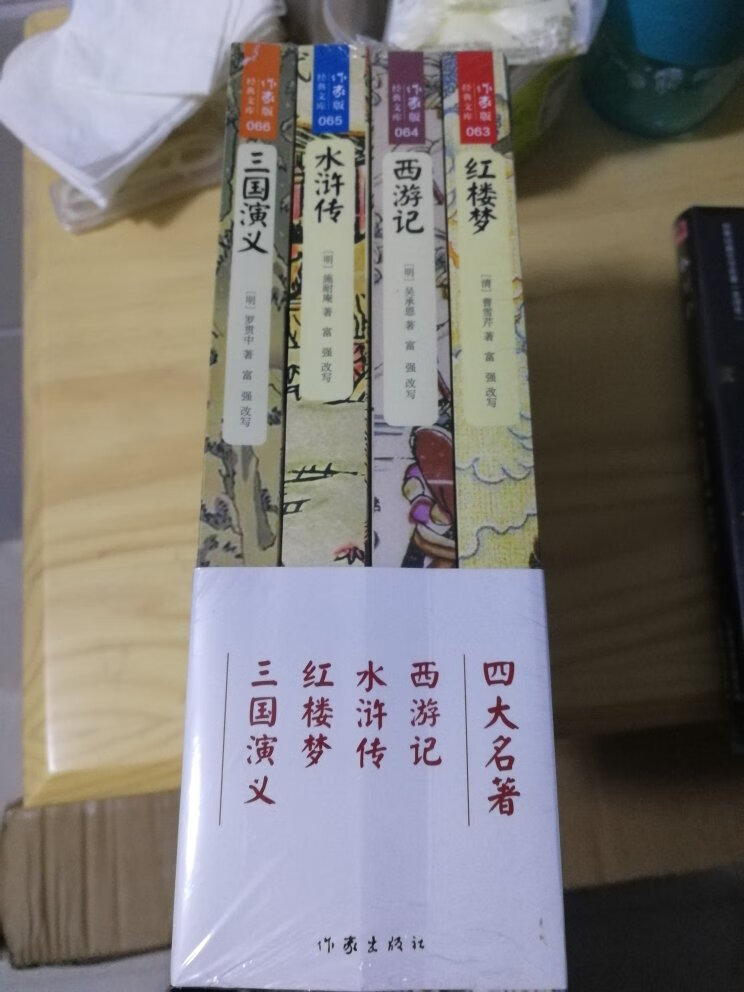 作家版
经典文库
066
三国演义
[明] 罗贯中 著 富 强 改写
作家版
经典文库
065
水浒传
[明] 施耐庵 著 富 强 改写
作家版
经典文库
064
西游记
[明] 吴承恩 著 富 强 改写
作家版
经典文库
063
红楼梦
[清] 曹雪芹 著 富 强 改写
四大名著
西游记
水浒传
红楼梦
三国演义
作家出版社